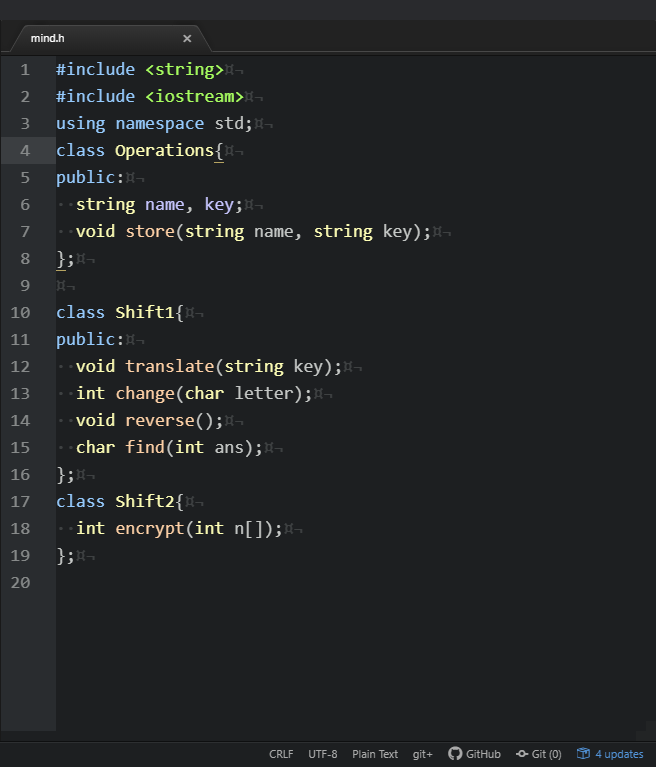 mind.h ×
1 #include <string>¤¬
2 #include <iostream>¤¬
3 using namespace std;¤¬
4 class Operations{¤¬
5 public:¤¬
6 ··string name, key;¤¬
7 ··void store(string name, string key);¤¬
8 };¤¬
9 ¤¬
10 class Shift1{¤¬
11 public:¤¬
12 ··void translate(string key);¤¬
13 ··int change(char letter);¤¬
14 ··void reverse();¤¬
15 ··char find(int ans);¤¬
16 };¤¬
17 class Shift2{¤¬
18 ··int encrypt(int n[]);¤¬
19 };¤¬
20
CRLF UTF-8 Plain Text git+ GitHub Git (0) 4 updates